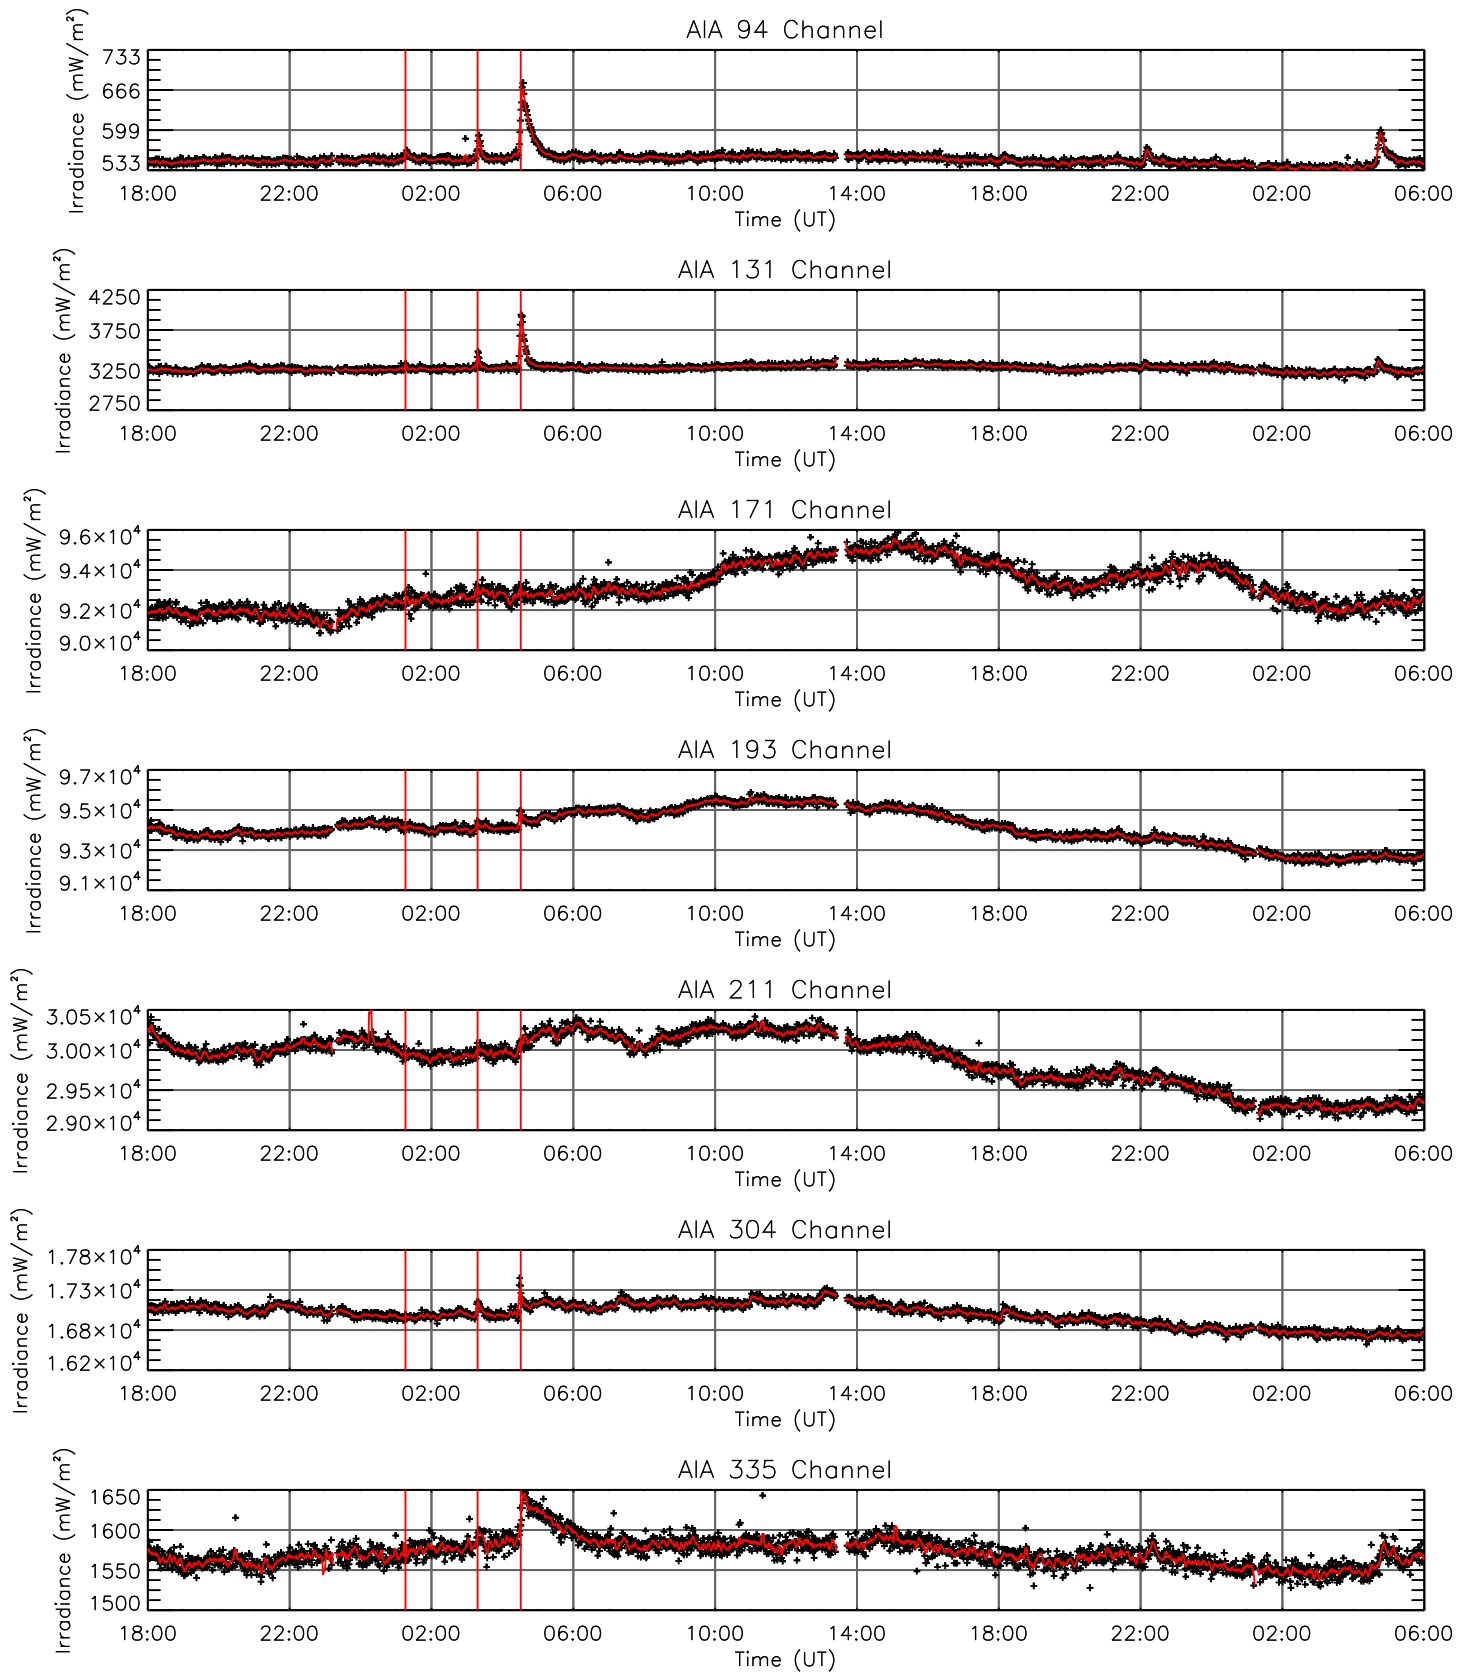 AIA 94 Channel
Irradiance (mW/m²)
733
666
599
533
18:00 22:00 02:00 06:00 10:00 14:00 18:00 22:00 02:00 06:00
Time (UT)
AIA 131 Channel
Irradiance (mW/m²)
4250
3750
3250
2750
18:00 22:00 02:00 06:00 10:00 14:00 18:00 22:00 02:00 06:00
Time (UT)
AIA 171 Channel
Irradiance (mW/m²)
9.6×10⁴
9.4×10⁴
9.2×10⁴
9.0×10⁴
18:00 22:00 02:00 06:00 10:00 14:00 18:00 22:00 02:00 06:00
Time (UT)
AIA 193 Channel
Irradiance (mW/m²)
9.7×10⁴
9.5×10⁴
9.3×10⁴
9.1×10⁴
18:00 22:00 02:00 06:00 10:00 14:00 18:00 22:00 02:00 06:00
Time (UT)
AIA 211 Channel
Irradiance (mW/m²)
3.05×10⁴
3.00×10⁴
2.95×10⁴
2.90×10⁴
18:00 22:00 02:00 06:00 10:00 14:00 18:00 22:00 02:00 06:00
Time (UT)
AIA 304 Channel
Irradiance (mW/m²)
1.78×10⁴
1.73×10⁴
1.68×10⁴
1.62×10⁴
18:00 22:00 02:00 06:00 10:00 14:00 18:00 22:00 02:00 06:00
Time (UT)
AIA 335 Channel
Irradiance (mW/m²)
1650
1600
1550
1500
18:00 22:00 02:00 06:00 10:00 14:00 18:00 22:00 02:00 06:00
Time (UT)